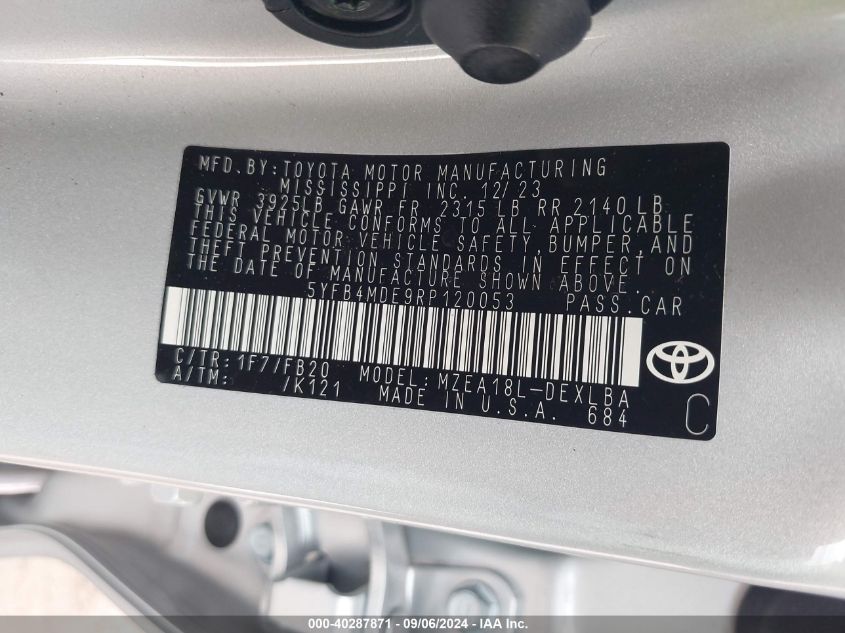 MFD. BY: TOYOTA MOTOR MANUFACTURING
MISSISSIPPI INC. 12/23
GVWR 3925LB GAWR FR 2315 LB RR 2140 LB
THIS VEHICLE CONFORMS TO ALL APPLICABLE
FEDERAL MOTOR VEHICLE SAFETY, BUMPER, AND
THEFT PREVENTION STANDARDS IN EFFECT ON
THE DATE OF MANUFACTURE SHOWN ABOVE.
5YFB4MDE9RP120053 PASS. CAR
C/TR: 1F7/FB20 MODEL: MZEA18L-DEXLBA
A/TM: /K121 MADE IN U.S.A. 684
C
000-40287871 - 09/06/2024 - IAA Inc.